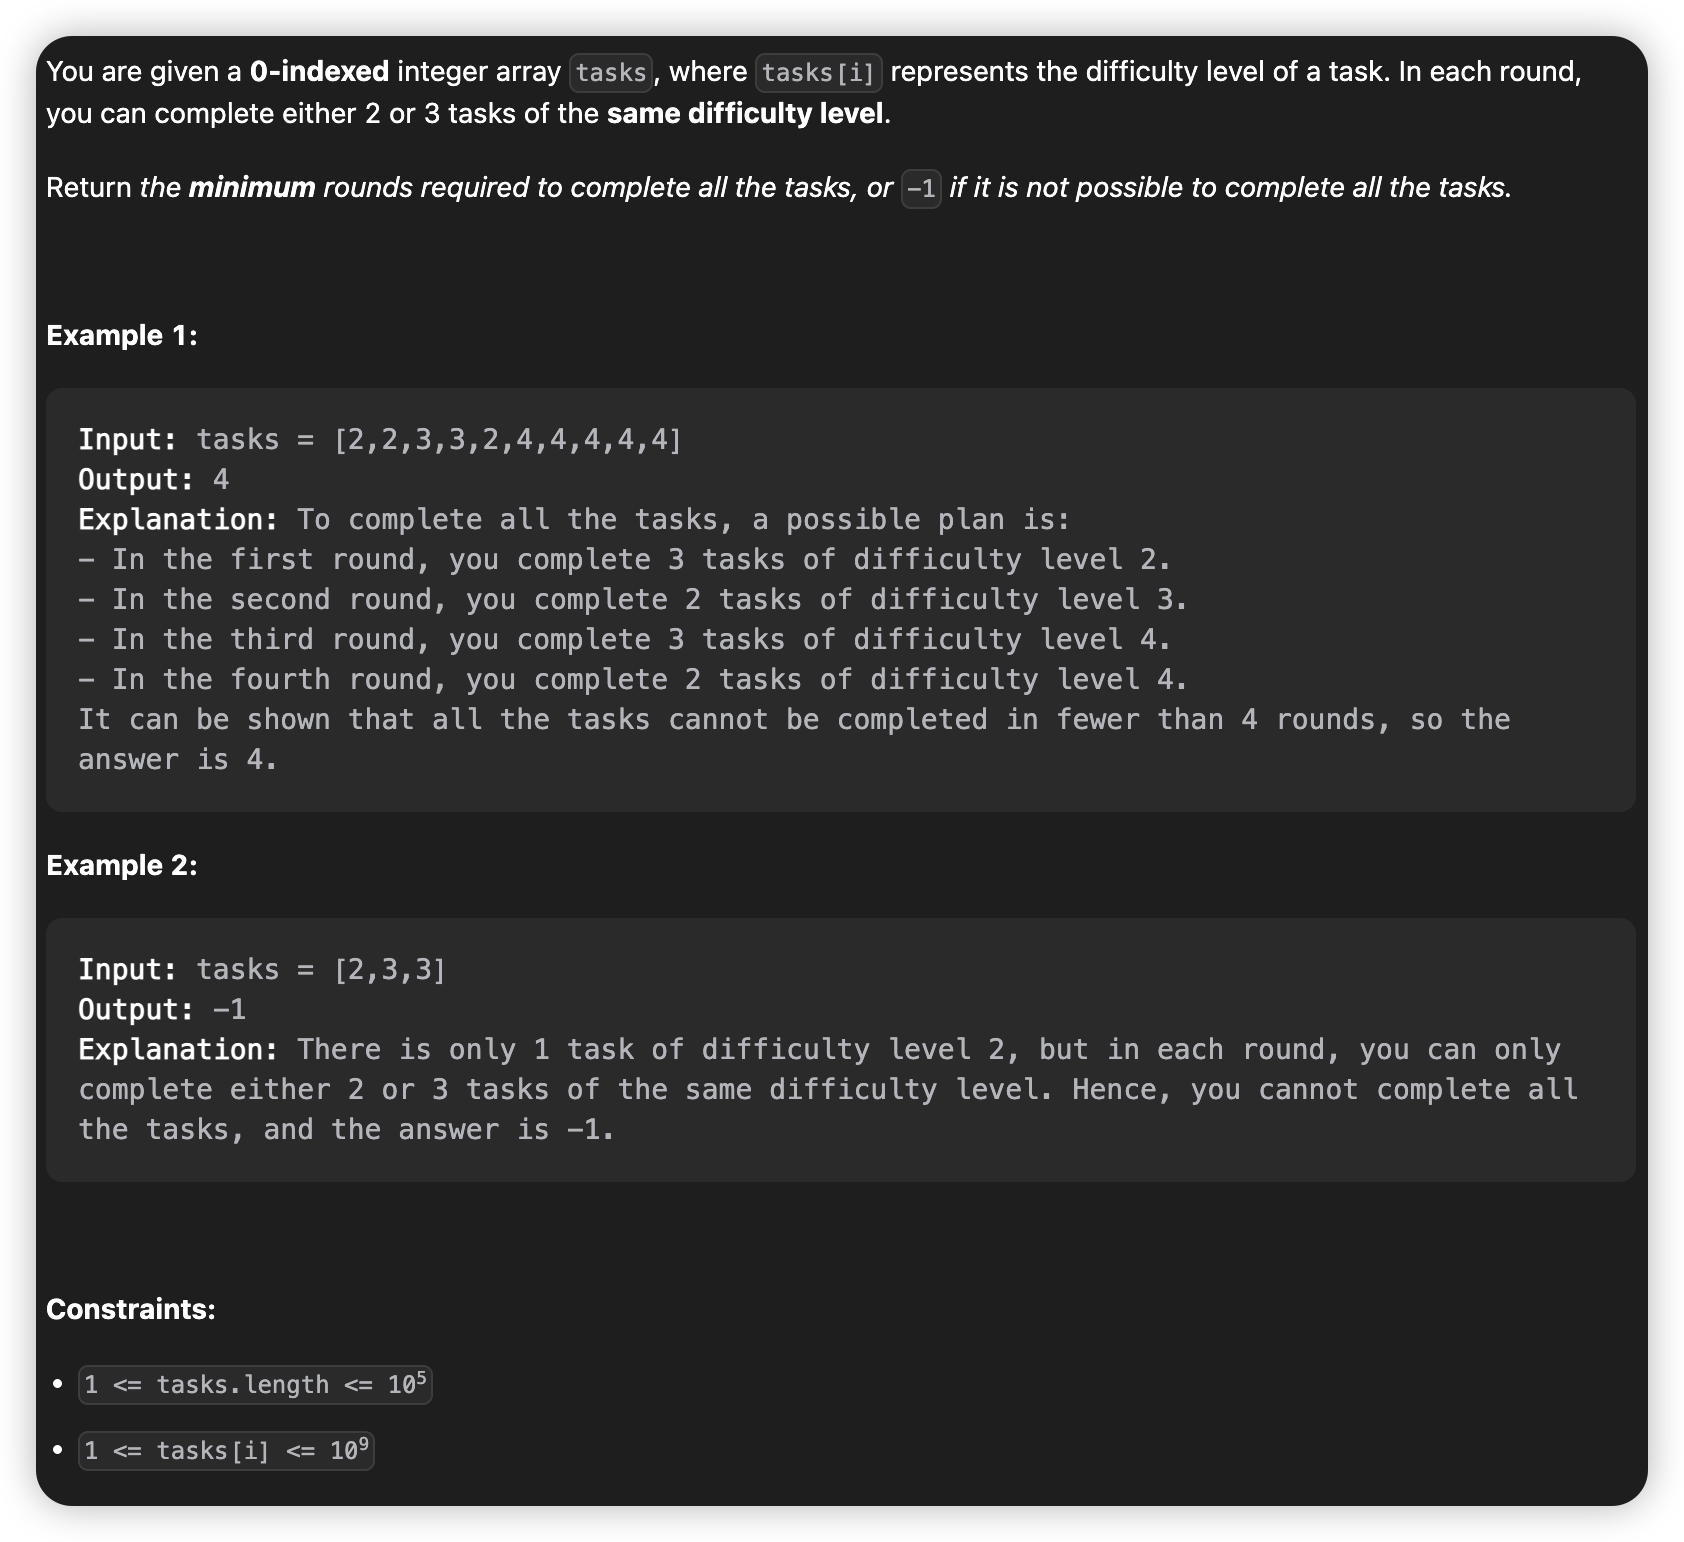 You are given a 0-indexed integer array tasks, where tasks[i] represents the difficulty level of a task. In each round,
you can complete either 2 or 3 tasks of the same difficulty level.
Return the minimum rounds required to complete all the tasks, or -1 if it is not possible to complete all the tasks.
Example 1:
Input: tasks = [2,2,3,3,2,4,4,4,4,4]
Output: 4
Explanation: To complete all the tasks, a possible plan is:
- In the first round, you complete 3 tasks of difficulty level 2.
- In the second round, you complete 2 tasks of difficulty level 3.
- In the third round, you complete 3 tasks of difficulty level 4.
- In the fourth round, you complete 2 tasks of difficulty level 4.
It can be shown that all the tasks cannot be completed in fewer than 4 rounds, so the
answer is 4.
Example 2:
Input: tasks = [2,3,3]
Output: -1
Explanation: There is only 1 task of difficulty level 2, but in each round, you can only
complete either 2 or 3 tasks of the same difficulty level. Hence, you cannot complete all
the tasks, and the answer is -1.
Constraints:
• 1 <= tasks.length <= 10⁵
• 1 <= tasks[i] <= 10⁹